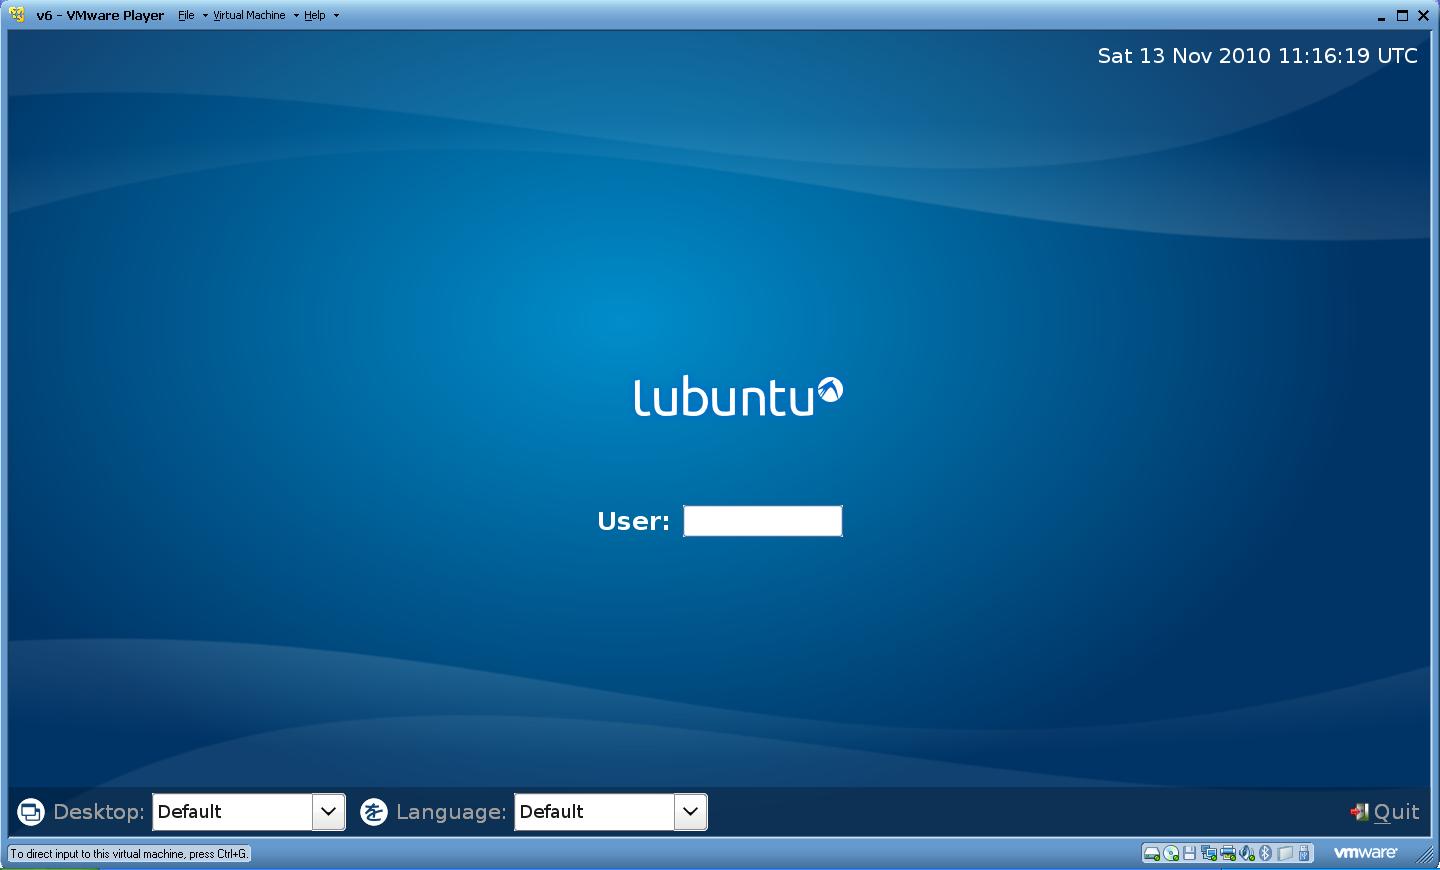 v6 - VMware Player File Virtual Machine Help
Sat 13 Nov 2010 11:16:19 UTC
lubuntu
User:
Desktop: Default を Language: Default Quit
To direct input to this virtual machine, press Ctrl+G.
vmware